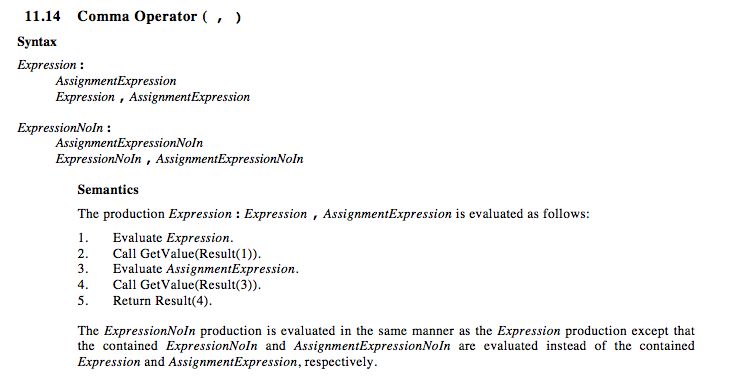 11.14 Comma Operator ( , )
Syntax
Expression :
AssignmentExpression
Expression , AssignmentExpression
ExpressionNoIn :
AssignmentExpressionNoIn
ExpressionNoIn , AssignmentExpressionNoIn
Semantics
The production Expression : Expression , AssignmentExpression is evaluated as follows:
1. Evaluate Expression.
2. Call GetValue(Result(1)).
3. Evaluate AssignmentExpression.
4. Call GetValue(Result(3)).
5. Return Result(4).
The ExpressionNoIn production is evaluated in the same manner as the Expression production except that
the contained ExpressionNoIn and AssignmentExpressionNoIn are evaluated instead of the contained
Expression and AssignmentExpression, respectively.